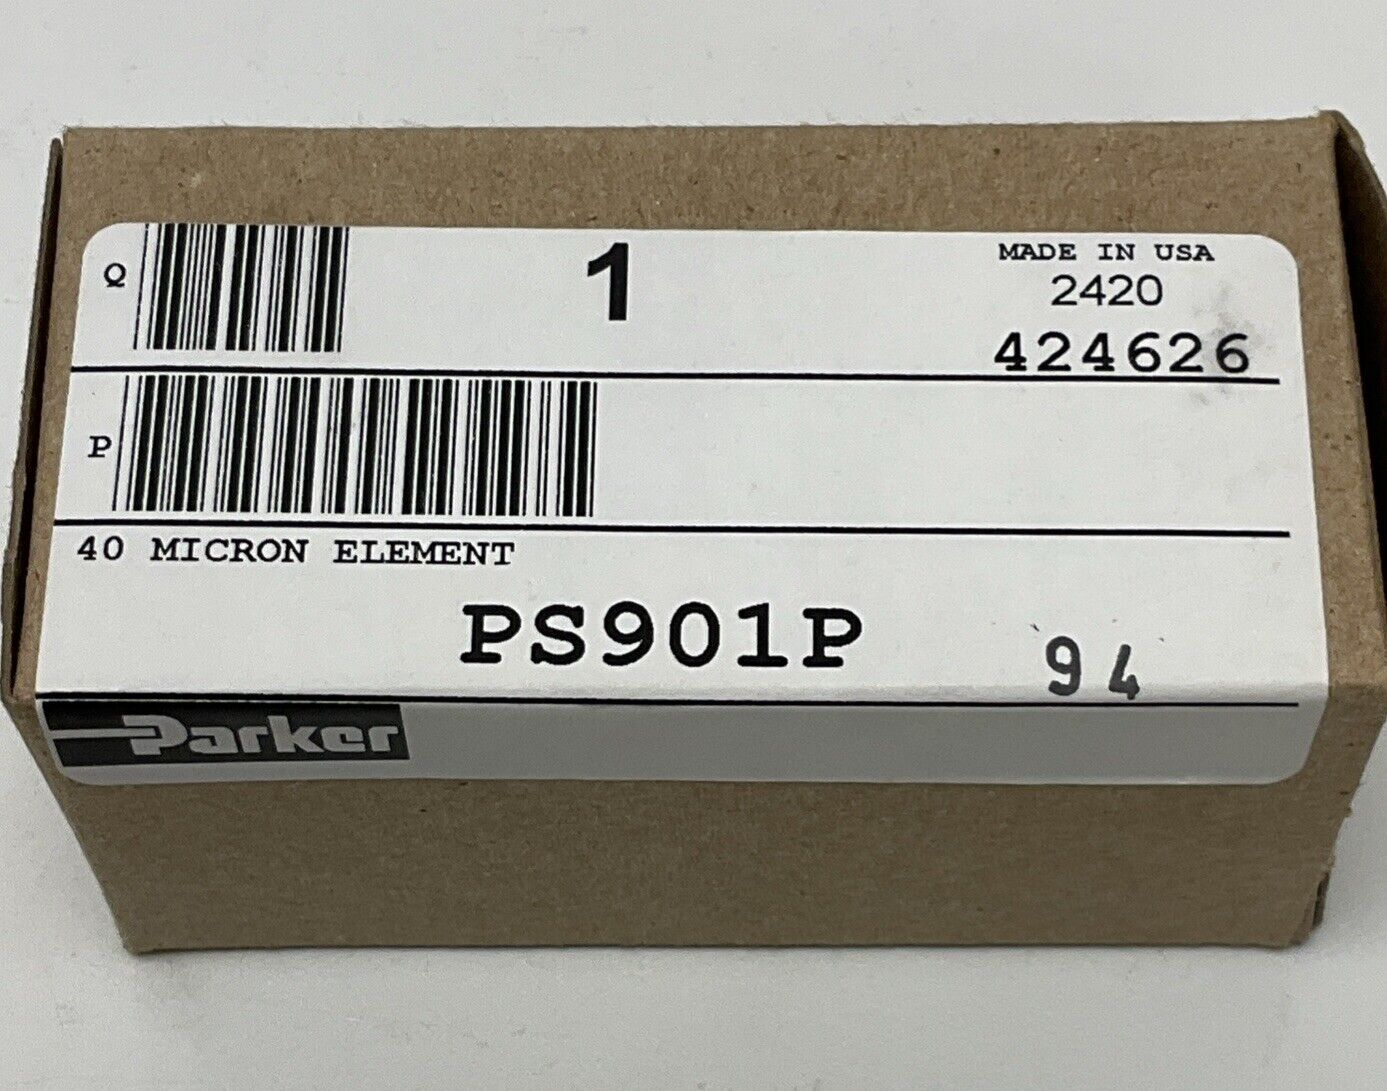 Q 1 MADE IN USA
2420
424626
P
40 MICRON ELEMENT
PS901P 94
Parker